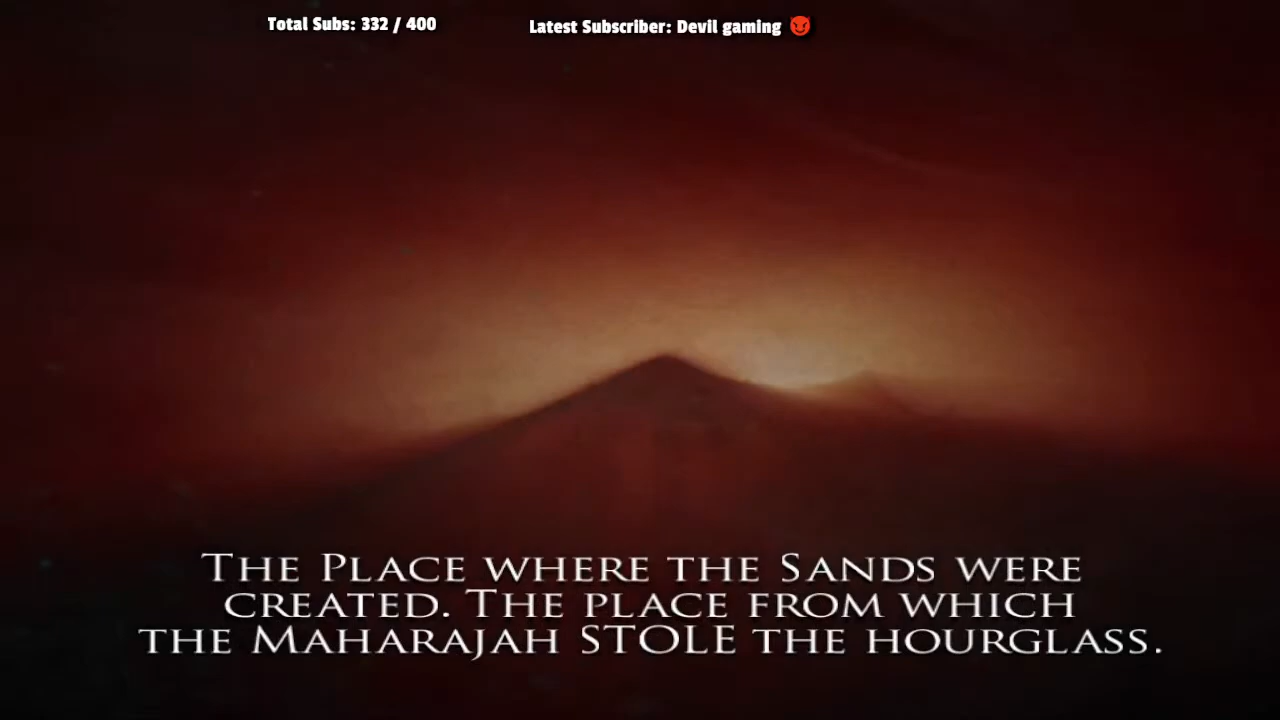 Total Subs: 332 / 400 Latest Subscriber: Devil gaming 😈
The Place where the Sands were
created. The place from which
the Maharajah STOLE the hourglass.